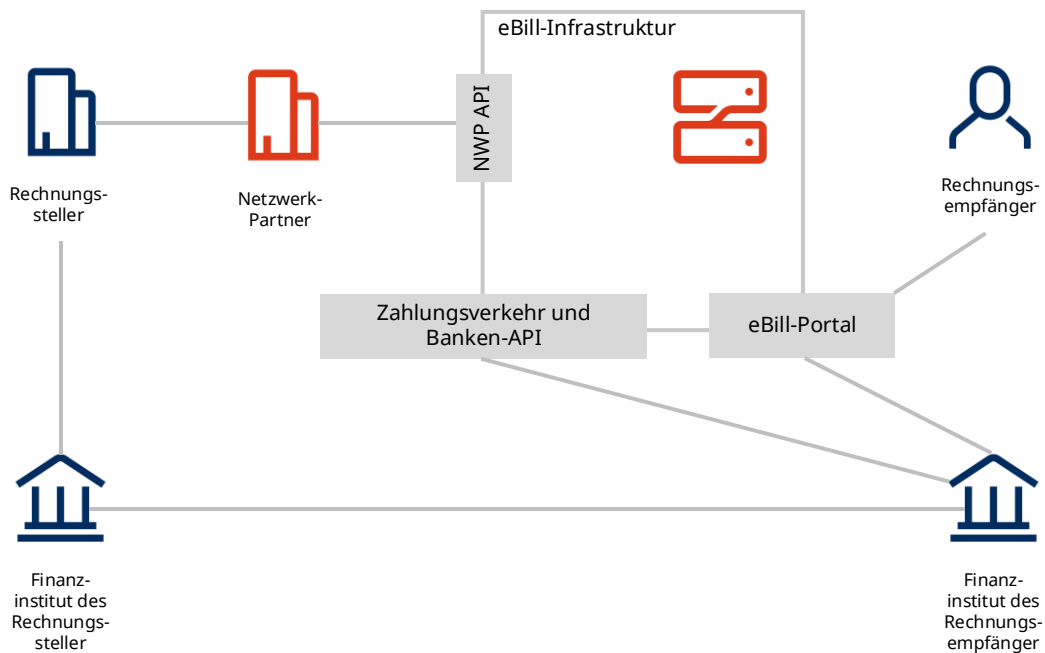 eBill-Infrastruktur
NWP API
Rechnungs-
steller
Netzwerk-
Partner
Rechnungs-
empfänger
Zahlungsverkehr und
Banken-API
eBill-Portal
Finanz-
institut des
Rechnungs-
steller
Finanz-
institut des
Rechnungs-
empfänger